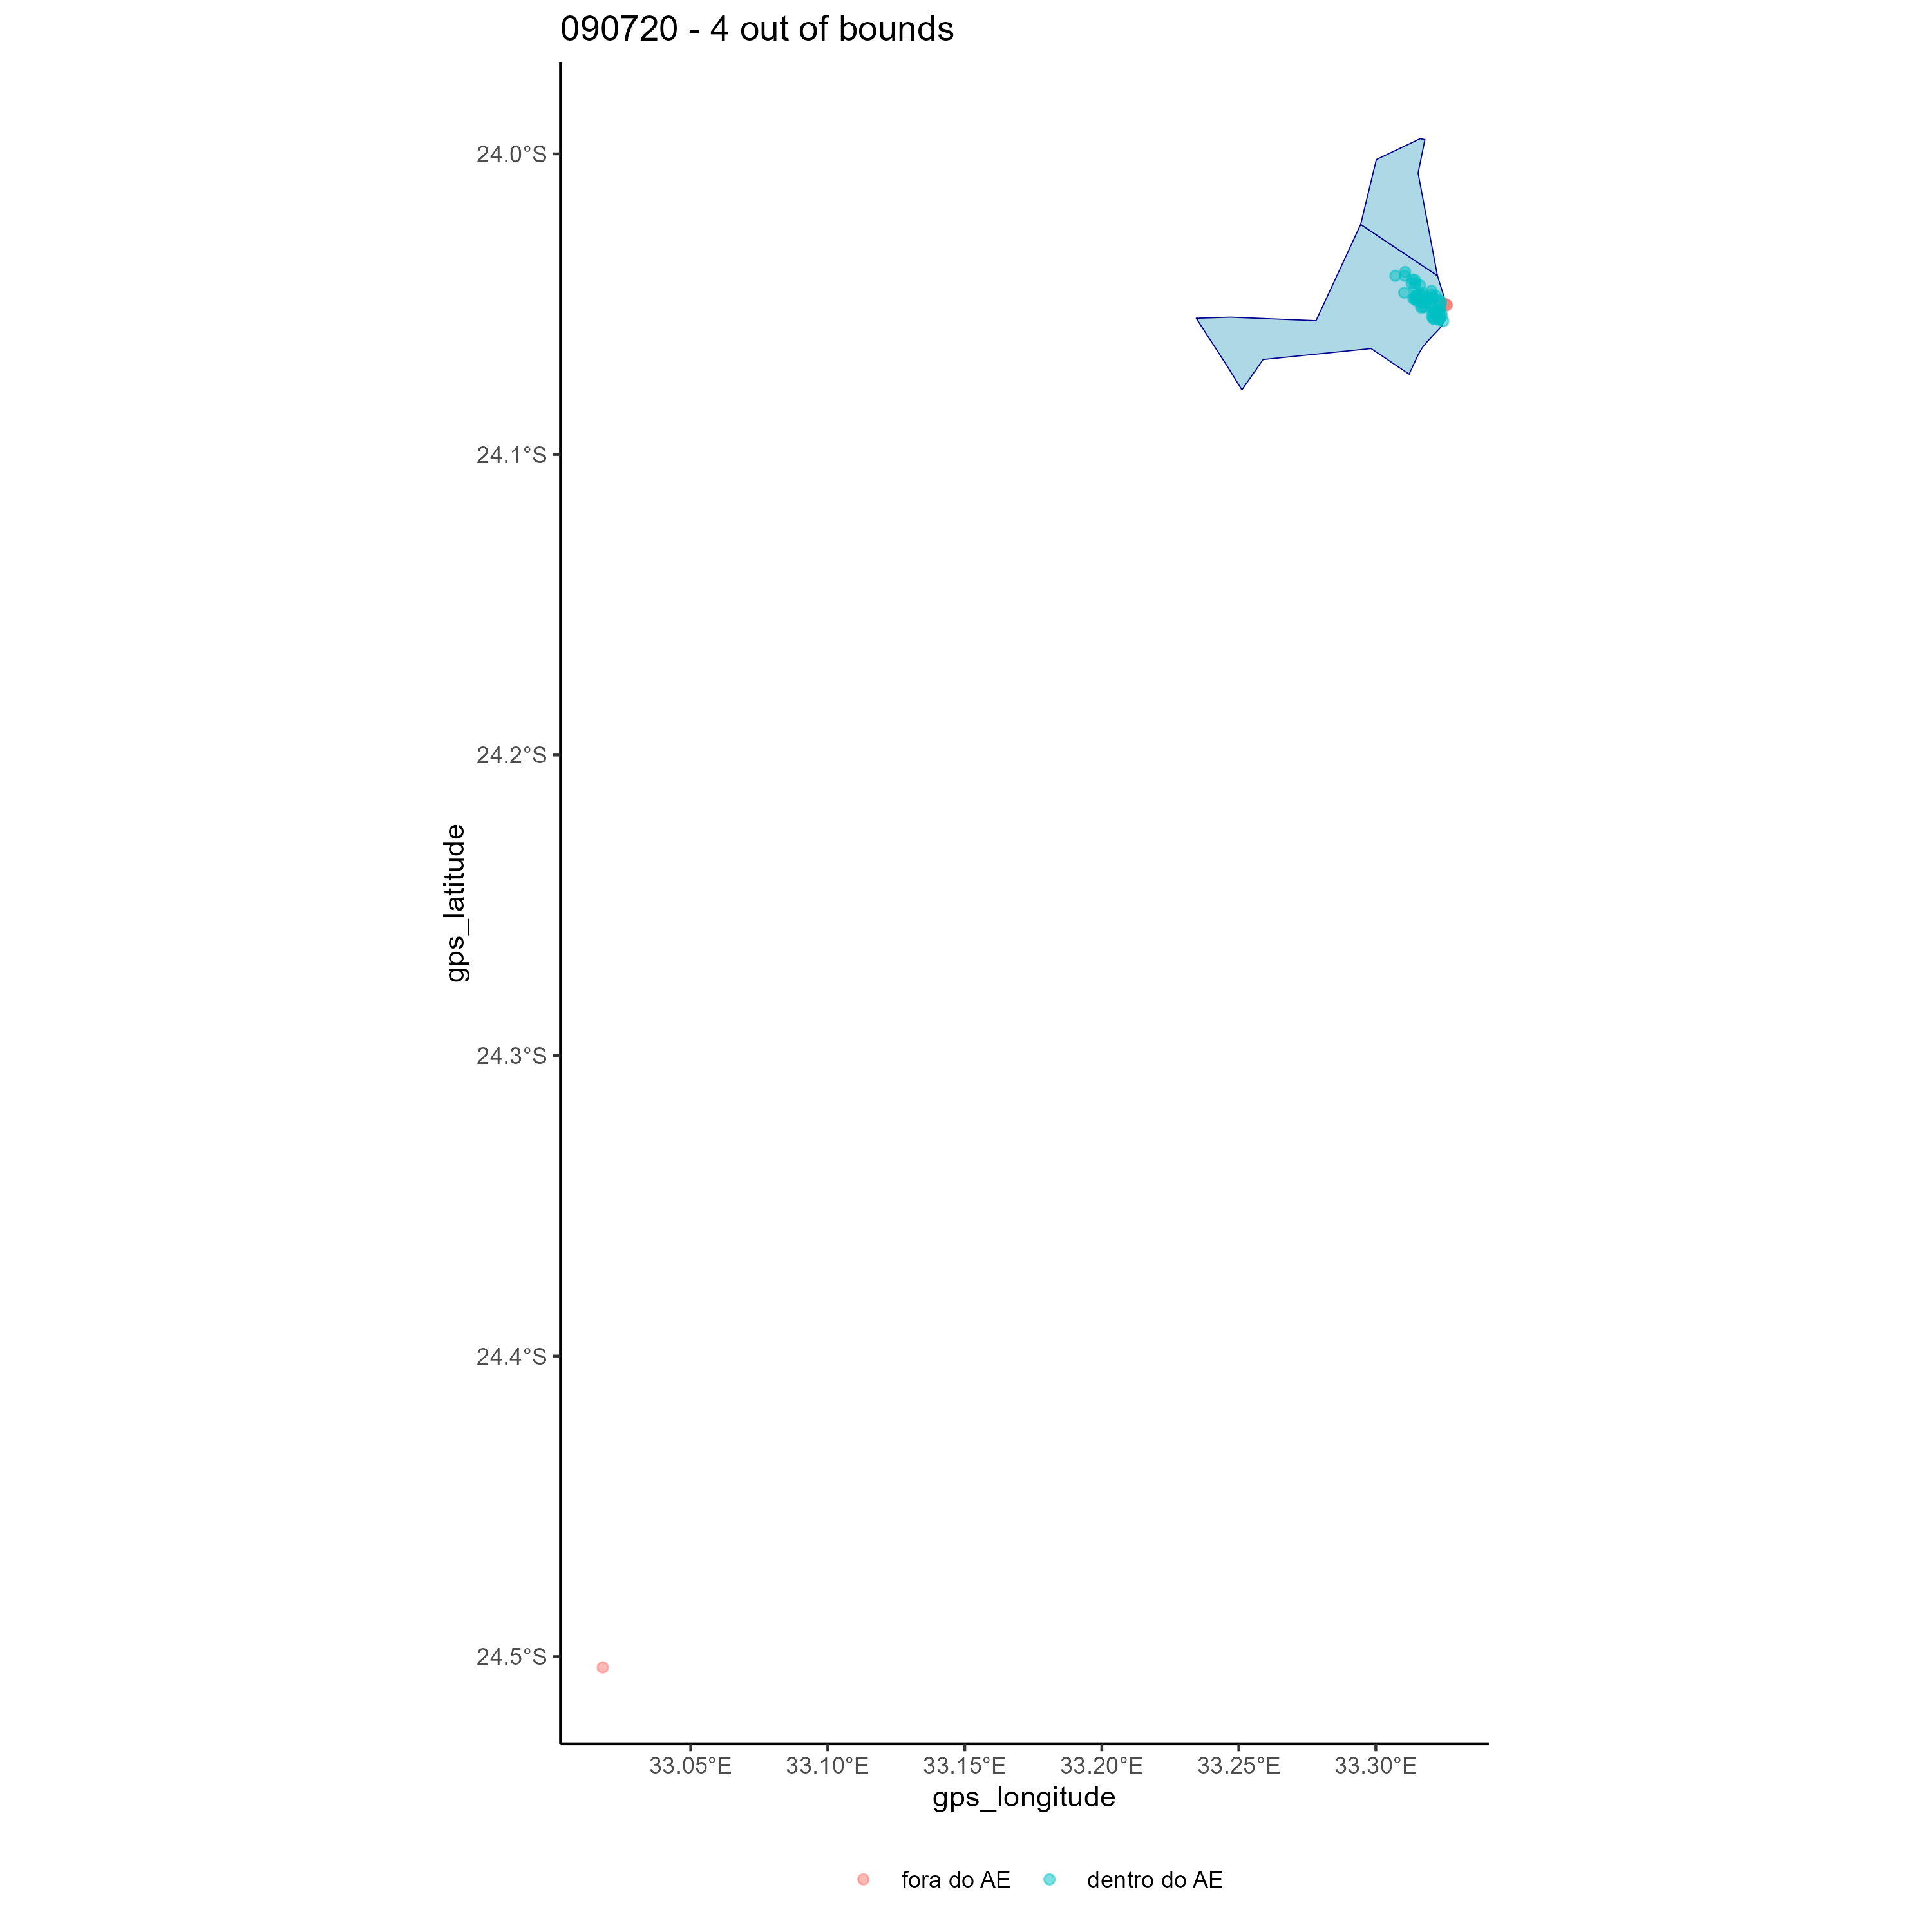 090720 - 4 out of bounds
24.0°S
24.1°S
24.2°S
24.3°S
24.4°S
24.5°S
gps_latitude
33.05°E 33.10°E 33.15°E 33.20°E 33.25°E 33.30°E
gps_longitude
fora do AE dentro do AE